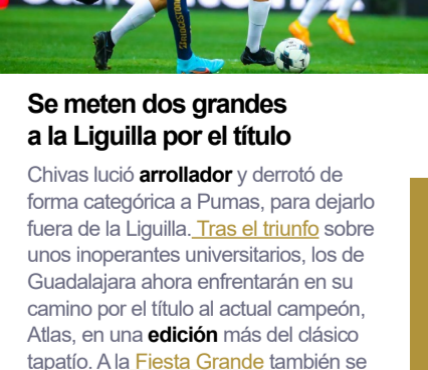 Se meten dos grandes
a la Liguilla por el título
Chivas lució arrollador y derrotó de
forma categórica a Pumas, para dejarlo
fuera de la Liguilla. Tras el triunfo sobre
unos inoperantes universitarios, los de
Guadalajara ahora enfrentarán en su
camino por el título al actual campeón,
Atlas, en una edición más del clásico
tapatío. A la Fiesta Grande también se